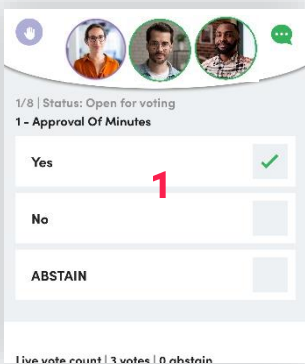 1/8 | Status: Open for voting
1 - Approval Of Minutes
Yes
1
No
ABSTAIN
Live vote count | 3 votes | 0 abstain